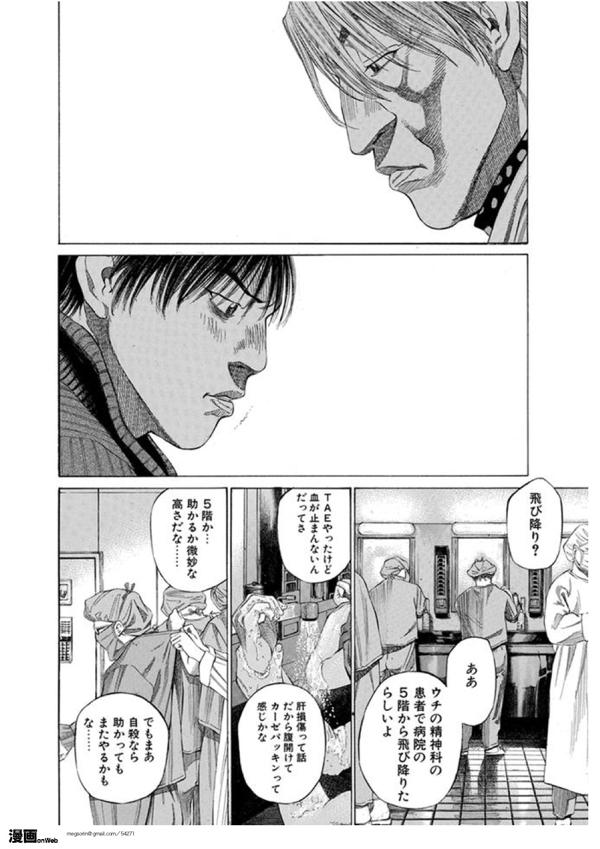 飛び降り？
ああ
ウチの精神科の
患者で病院の
5階から飛び降りた
らしいよ
TAEやったけど
血が止まんないん
だってさ
肝損傷って話
だから腹開けて
ガーゼパッキンって
感じかな
5階か…
助かるか微妙な
高さだな……
でもまあ
自殺なら
助かっても
またやるかも
な……
漫画 on Web
megaorin@gmail.com/54271